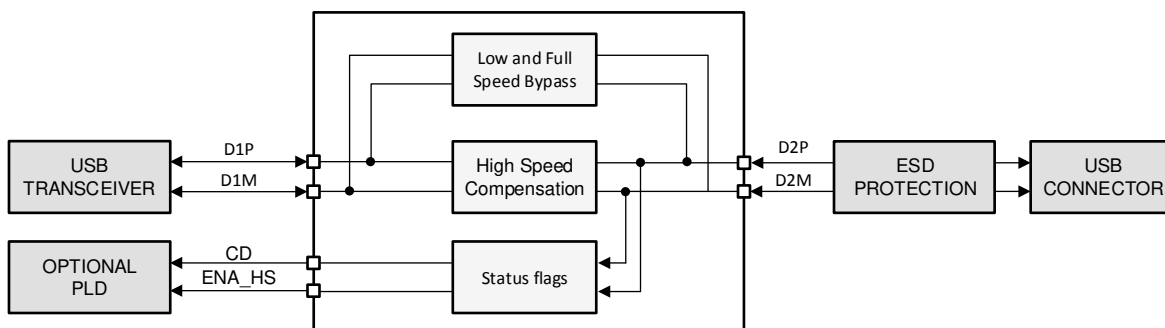 Low and Full
Speed Bypass
USB
TRANSCEIVER
D1P
D1M
High Speed
Compensation
D2P
D2M
ESD
PROTECTION
USB
CONNECTOR
OPTIONAL
PLD
CD
ENA_HS
Status flags